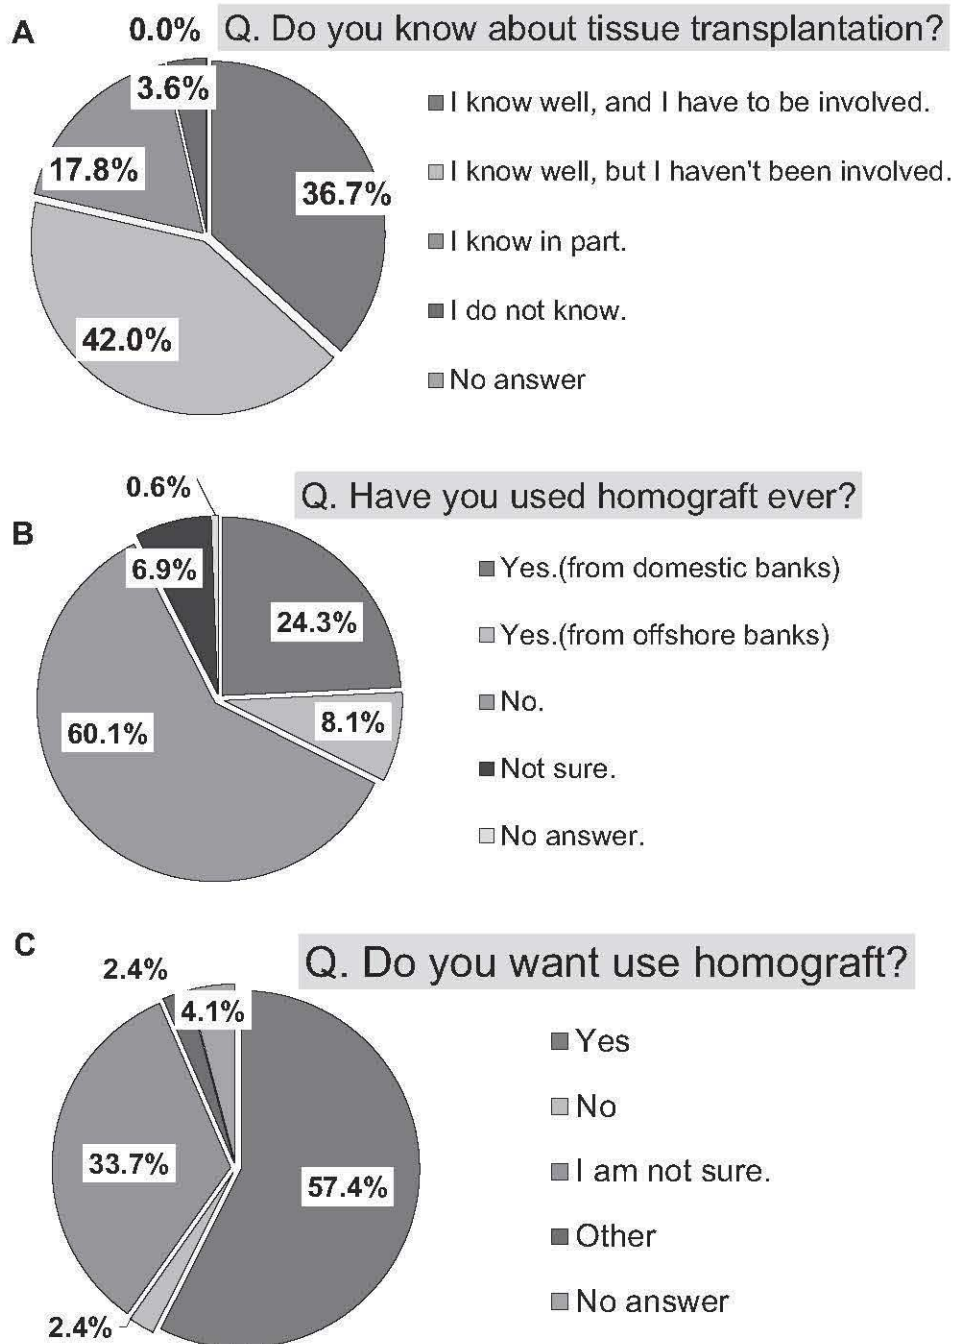 A
Q. Do you know about tissue transplantation?
0.0%
3.6%
17.8%
36.7%
42.0%
I know well, and I have to be involved.
I know well, but I haven't been involved.
I know in part.
I do not know.
No answer
B
Q. Have you used homograft ever?
0.6%
6.9%
24.3%
8.1%
60.1%
Yes.(from domestic banks)
Yes.(from offshore banks)
No.
Not sure.
No answer.
C
Q. Do you want use homograft?
2.4%
4.1%
33.7%
57.4%
2.4%
Yes
No
I am not sure.
Other
No answer